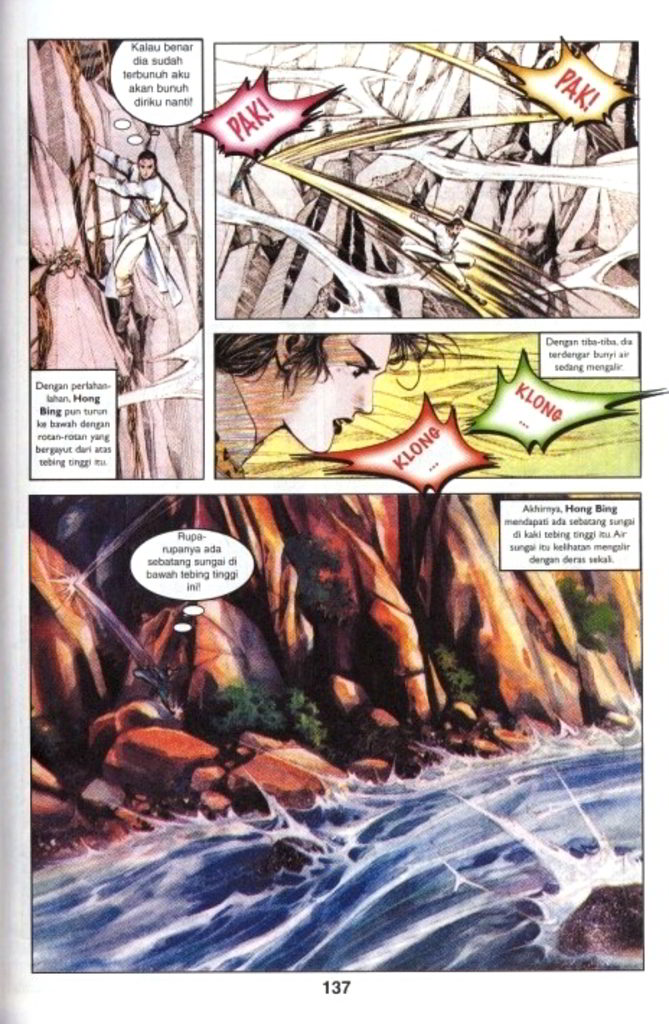 Kalau benar
dia sudah
terbunuh aku
akan bunuh
diriku nanti!
Dengan perlahan-
lahan, Hong
Bing pun turun
ke bawah dengan
rotan-rotan yang
bergayut dari atas
tebing tinggi itu.
PAK!
PAK!
Dengan tiba-tiba, dia
terdengar bunyi air
sedang mengalir.
KLONG
...
KLONG
...
Rupa-
rupanya ada
sebatang sungai di
bawah tebing tinggi
ini!
Akhirnya, Hong Bing
mendapati ada sebatang sungai
di kaki tebing tinggi itu. Air
sungai itu kelihatan mengalir
dengan deras sekali.
137